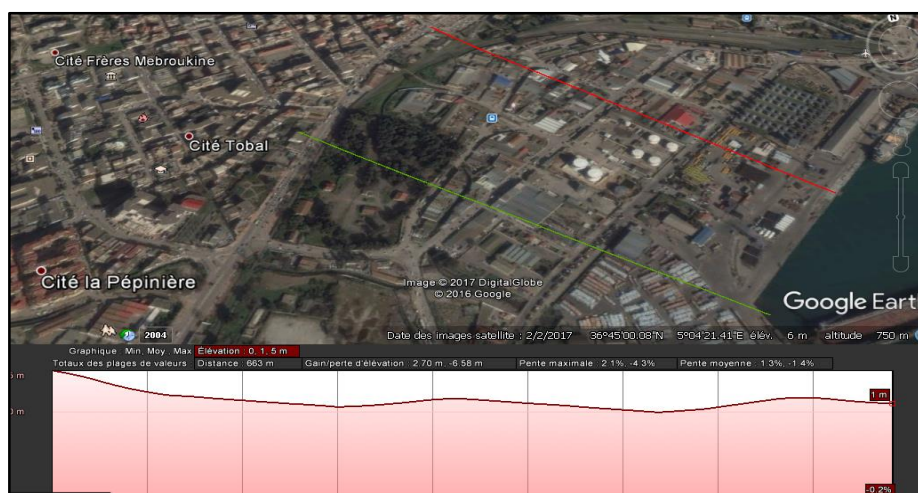 N
Cité Frères Mebroukine
Cité Tobal
Cité la Pépinière
Image © 2017 DigitalGlobe
© 2016 Google
Google Eart
2004
Date des images satellite : 2/2/2017 36°45'00.08"N 5°04'21.41"E élév. 6 m altitude 750 m
Graphique : Min, Moy., Max Élévation : 0, 1, 5 m
Totaux des plages de valeurs : Distance : 663 m Gain/perte d'élévation : 2.70 m, -6.58 m Pente maximale : 2.1%, -4.3% Pente moyenne : 1.3%, -1.4%
0 m
1 m
-0.2%